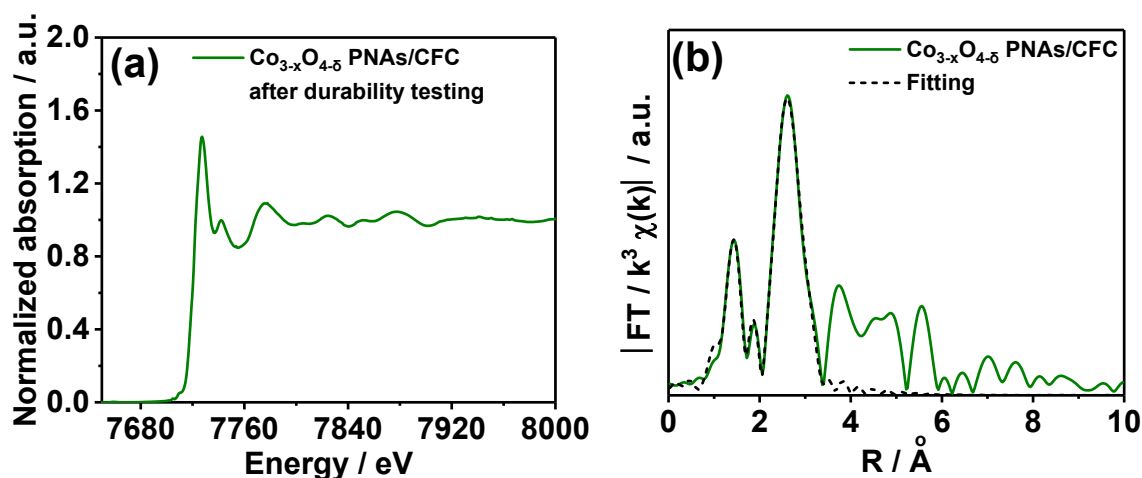 (a)
Co₃₋ₓO₄₋δ PNAs/CFC
after durability testing
Normalized absorption / a.u.
2.0
1.6
1.2
0.8
0.4
0.0
7680 7760 7840 7920 8000
Energy / eV
(b)
Co₃₋ₓO₄₋δ PNAs/CFC
Fitting
|FT / k³ χ(k)| / a.u.
0 2 4 6 8 10
R / Å